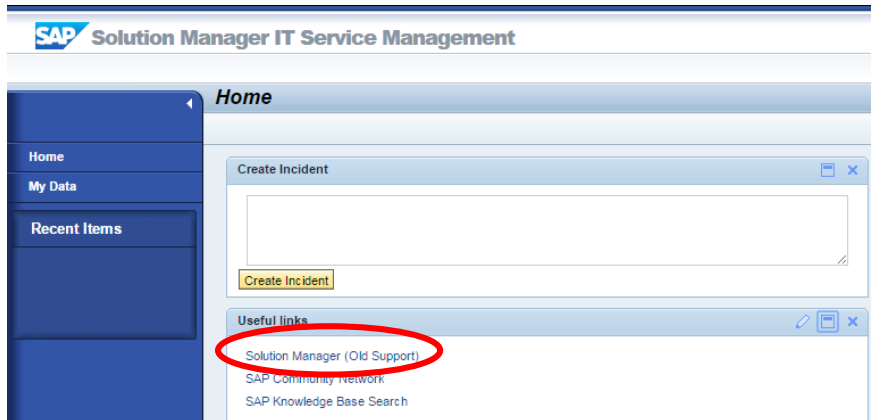 SAP Solution Manager IT Service Management
Home
Home
My Data
Recent Items
Create Incident
Create Incident
Useful links
Solution Manager (Old Support)
SAP Community Network
SAP Knowledge Base Search